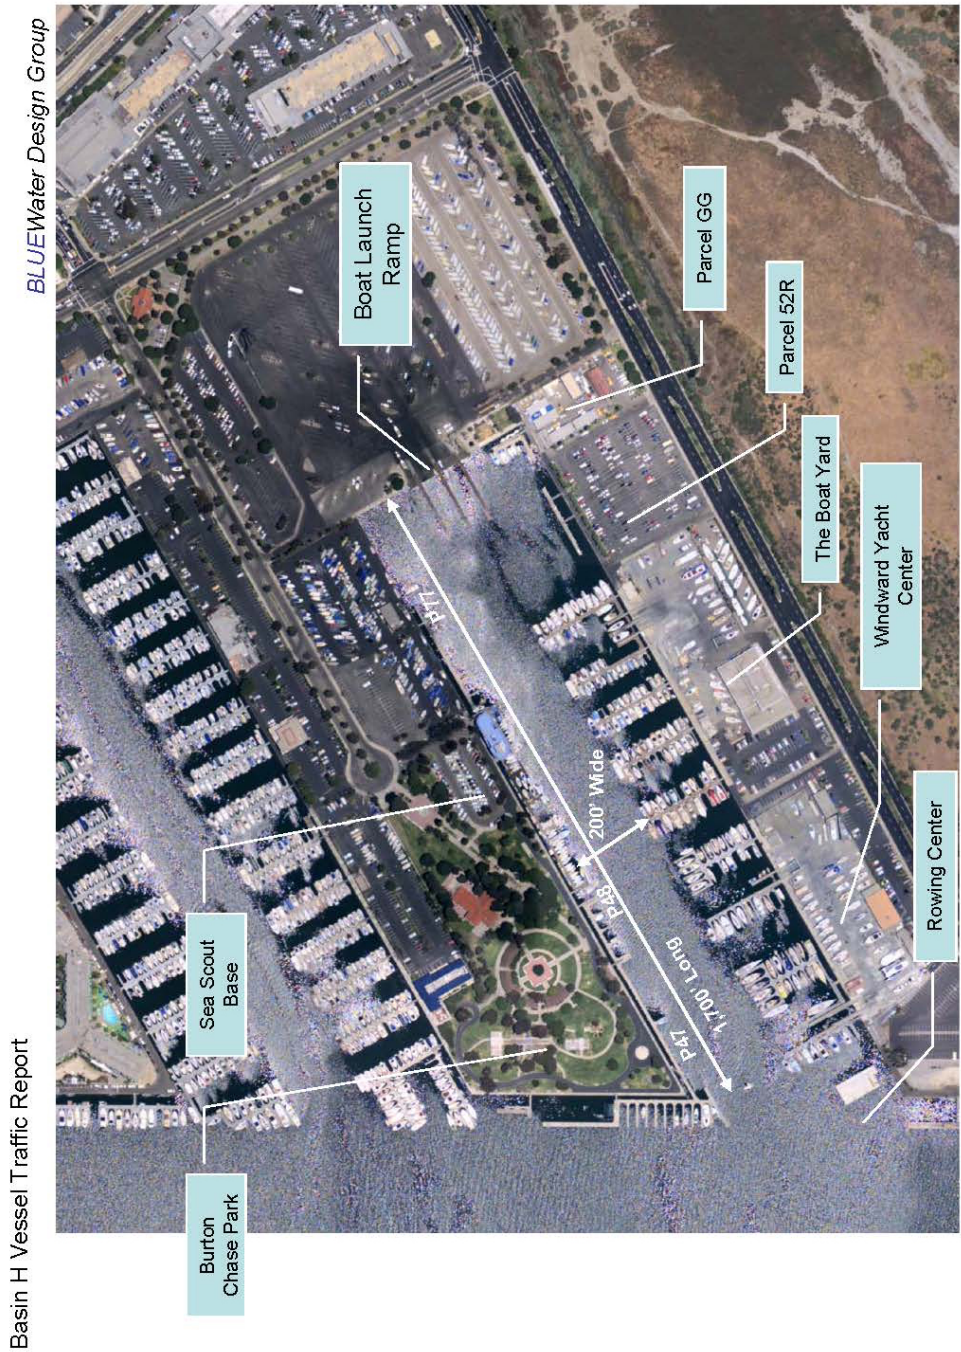 Basin H Vessel Traffic Report
BLUEWater Design Group
Burton
Chase Park
Sea Scout
Base
Boat Launch
Ramp
Parcel GG
Parcel 52R
The Boat Yard
Windward Yacht
Center
Rowing Center
P77
200' Wide
P48
P47
1,700' Long